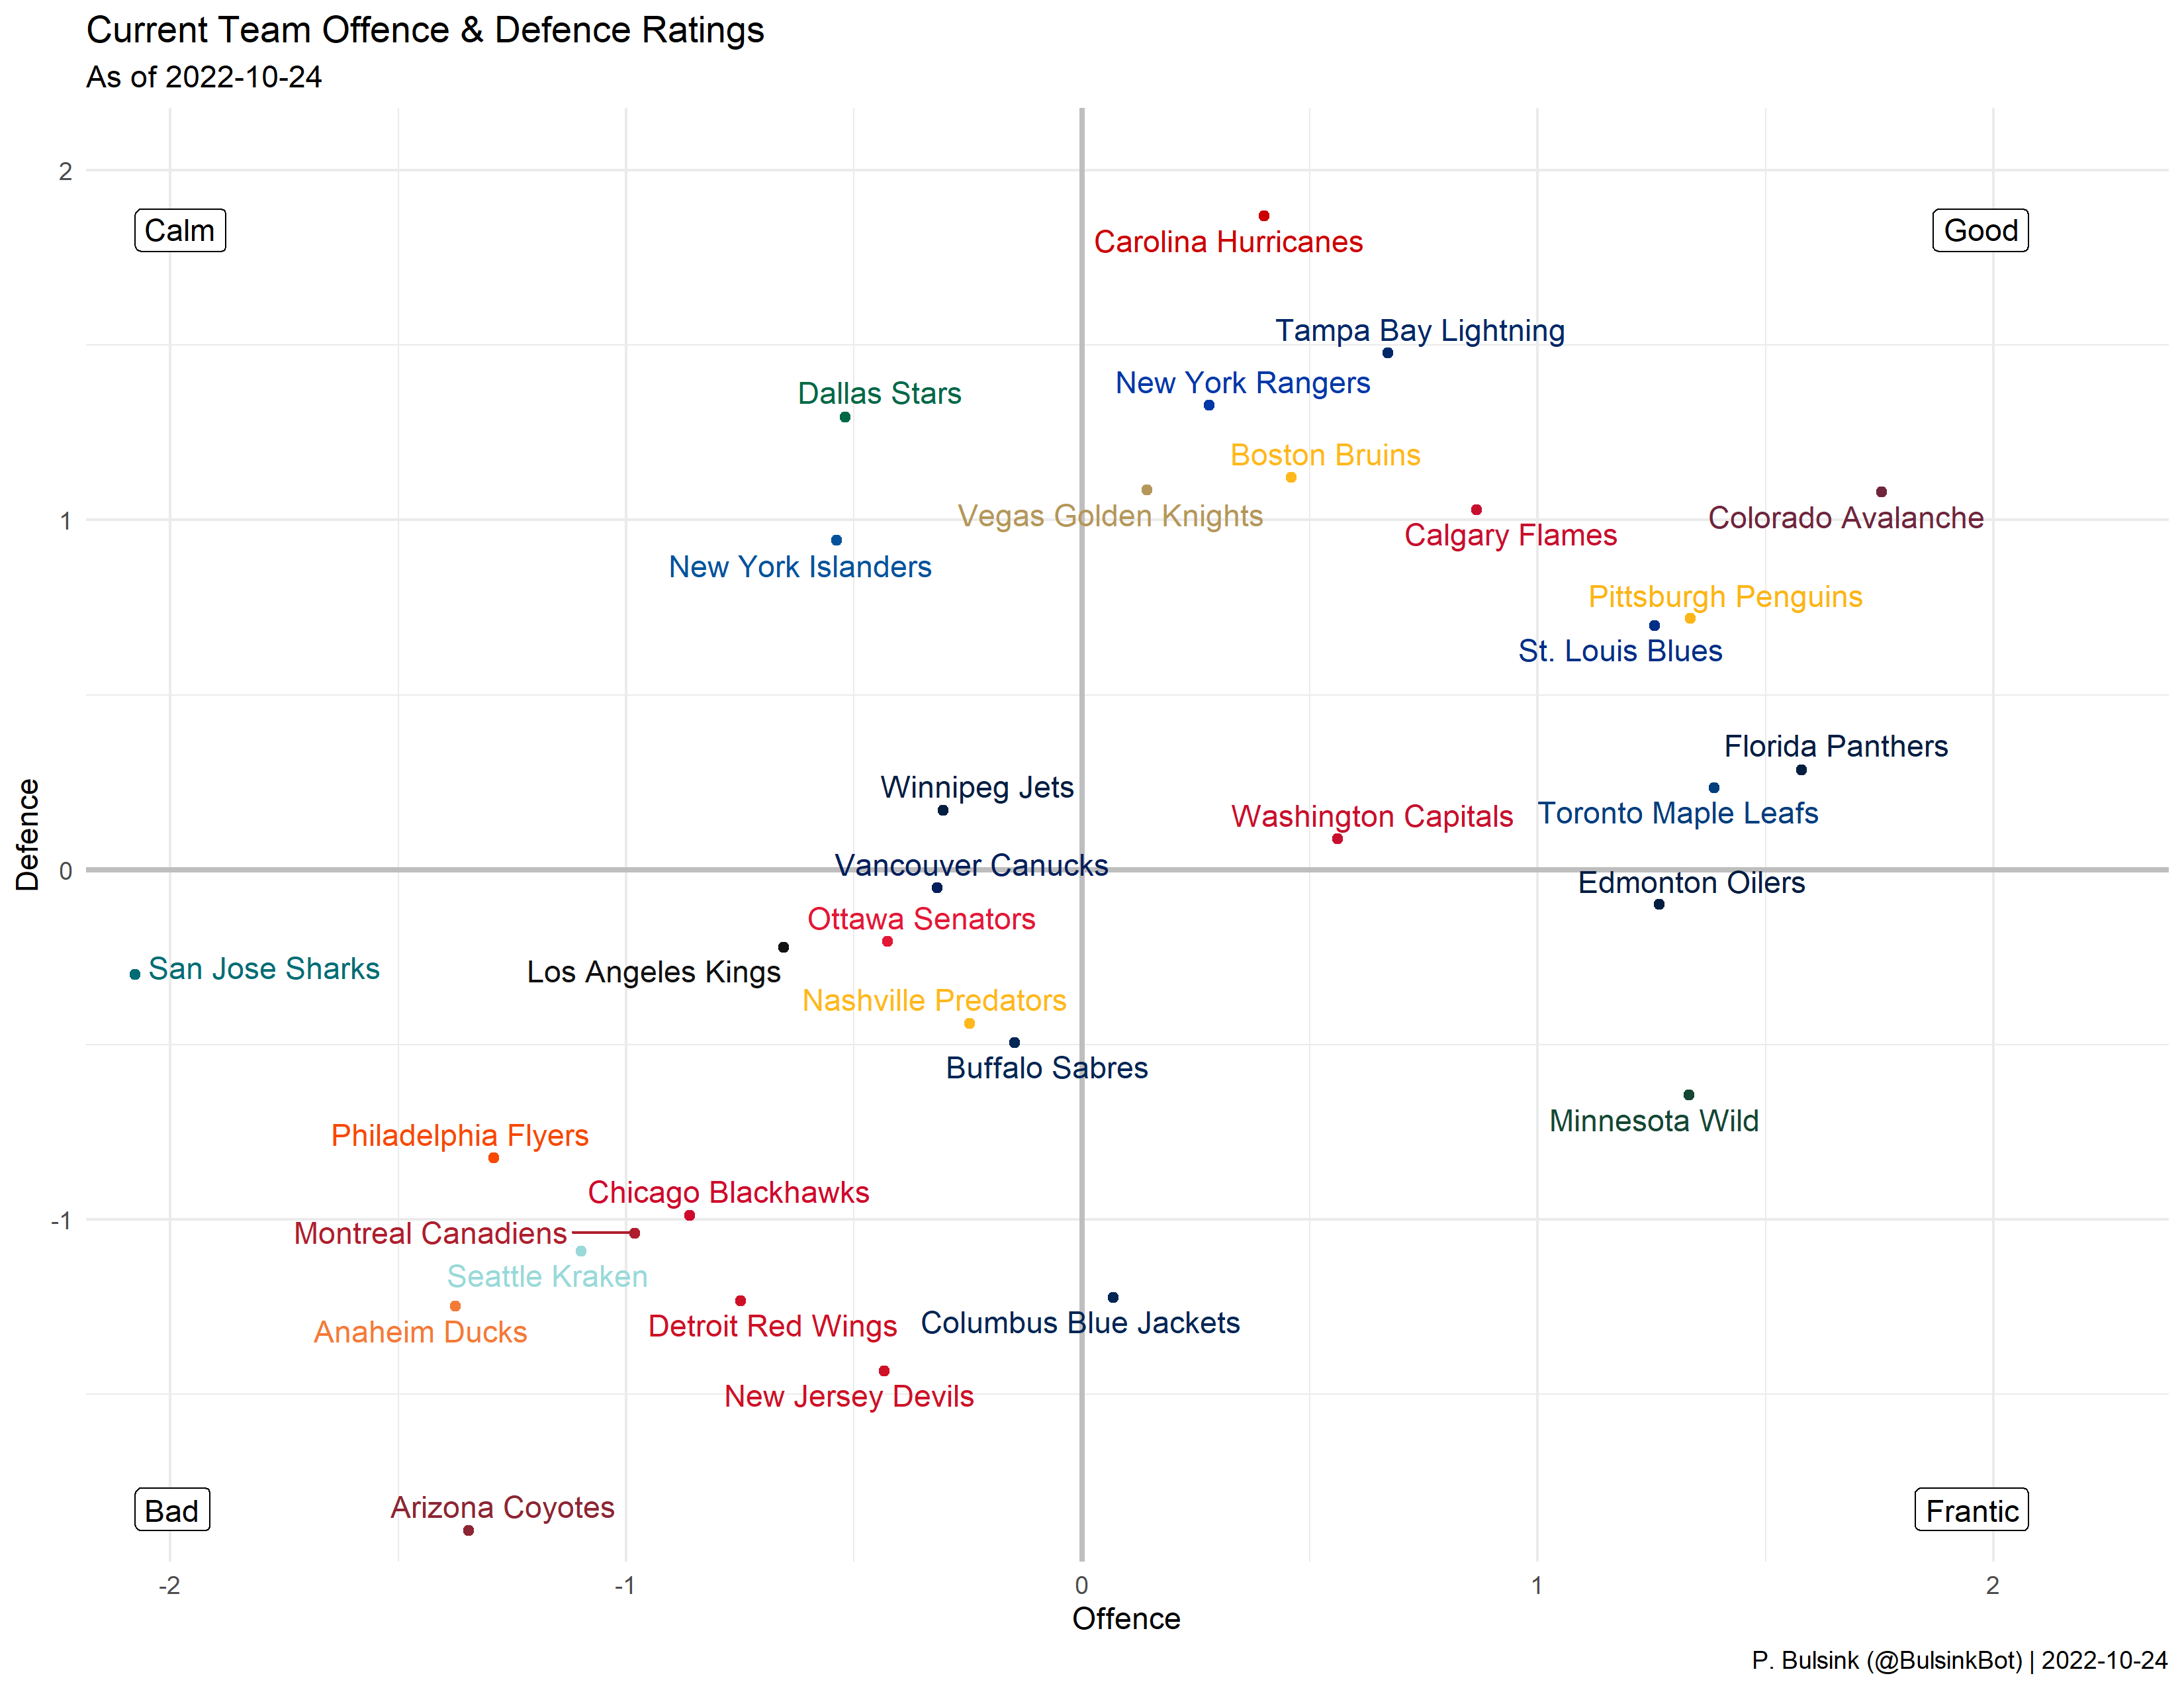 Current Team Offence & Defence Ratings
As of 2022-10-24
2
Calm
Good
Carolina Hurricanes
Tampa Bay Lightning
New York Rangers
Dallas Stars
Boston Bruins
Vegas Golden Knights
1
Colorado Avalanche
Calgary Flames
New York Islanders
Pittsburgh Penguins
St. Louis Blues
Florida Panthers
Winnipeg Jets
Toronto Maple Leafs
Washington Capitals
Defence
Vancouver Canucks
0
Edmonton Oilers
Ottawa Senators
San Jose Sharks
Los Angeles Kings
Nashville Predators
Buffalo Sabres
Minnesota Wild
Philadelphia Flyers
Chicago Blackhawks
-1
Montreal Canadiens
Seattle Kraken
Columbus Blue Jackets
Detroit Red Wings
Anaheim Ducks
New Jersey Devils
Arizona Coyotes
Bad
Frantic
-2
-1
0
1
2
Offence
P. Bulsink (@BulsinkBot) | 2022-10-24